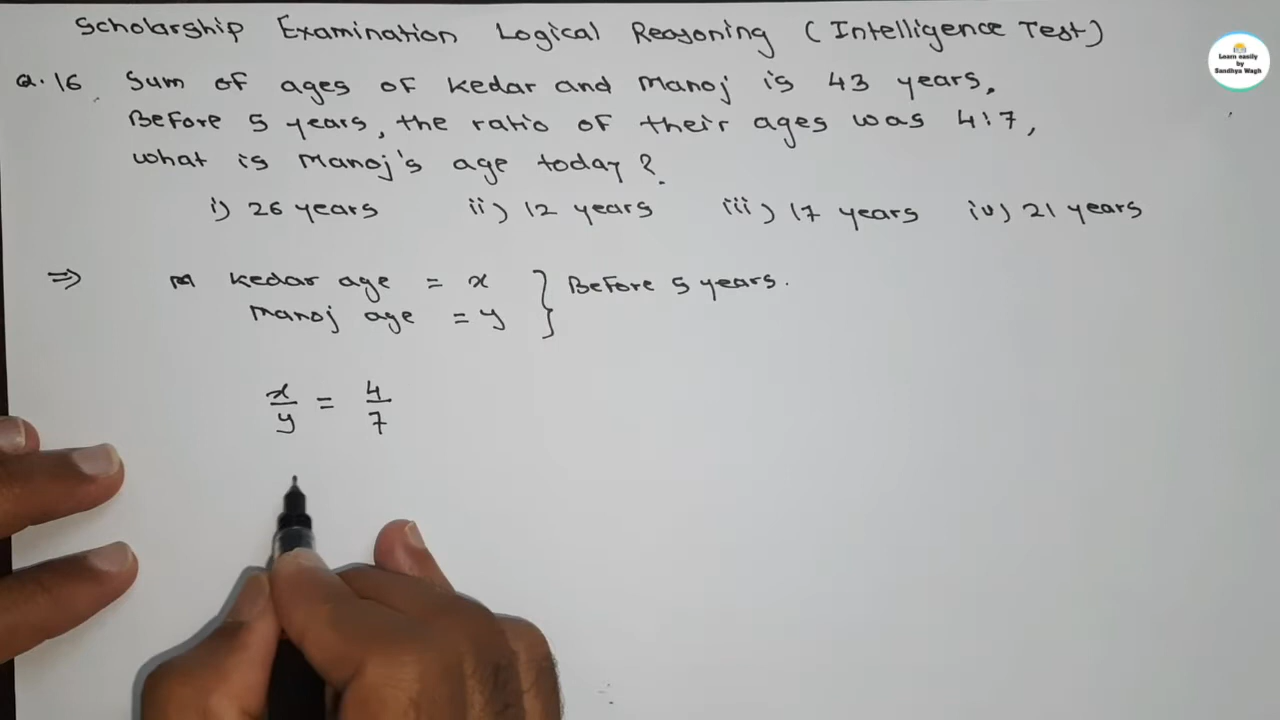 Scholarship Examination Logical Reasoning (Intelligence Test)
Learn easily
by
Sandhya Wagh
Q.16 Sum of ages of Kedar and Manoj is 43 years.
Before 5 years, the ratio of their ages was 4:7,
what is Manoj's age today?
i) 26 years ii) 12 years iii) 17 years iv) 21 years
⇒ Kedar age = x } Before 5 years.
Manoj age = y
x/y = 4/7